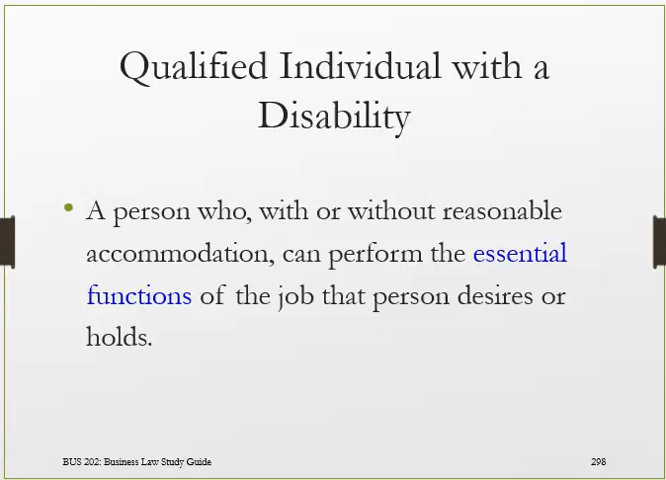 Qualified Individual with a
Disability
• A person who, with or without reasonable
accommodation, can perform the essential
functions of the job that person desires or
holds.
BUS 202: Business Law Study Guide
298